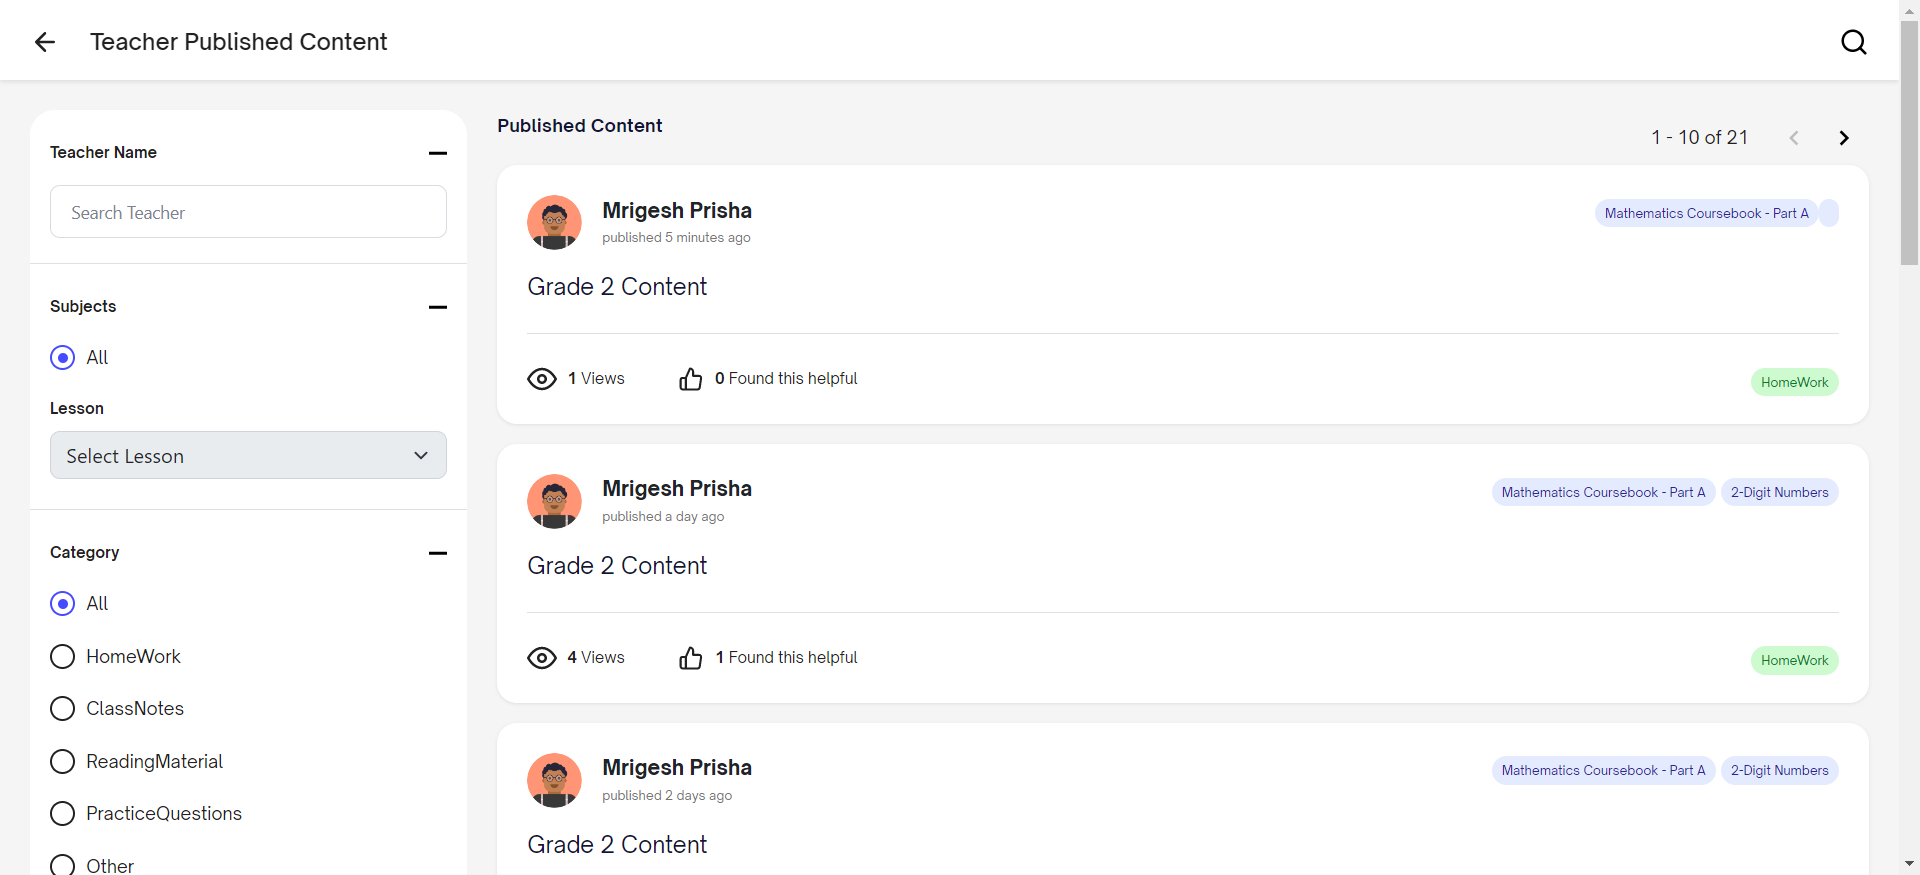 Teacher Published Content
Teacher Name
Search Teacher
Subjects
All
Lesson
Select Lesson
Category
All
HomeWork
ClassNotes
ReadingMaterial
PracticeQuestions
Other
Published Content
1 - 10 of 21
Mrigesh Prisha
published 5 minutes ago
Mathematics Coursebook - Part A
Grade 2 Content
1 Views
0 Found this helpful
HomeWork
Mrigesh Prisha
published a day ago
Mathematics Coursebook - Part A
2-Digit Numbers
Grade 2 Content
4 Views
1 Found this helpful
HomeWork
Mrigesh Prisha
published 2 days ago
Mathematics Coursebook - Part A
2-Digit Numbers
Grade 2 Content